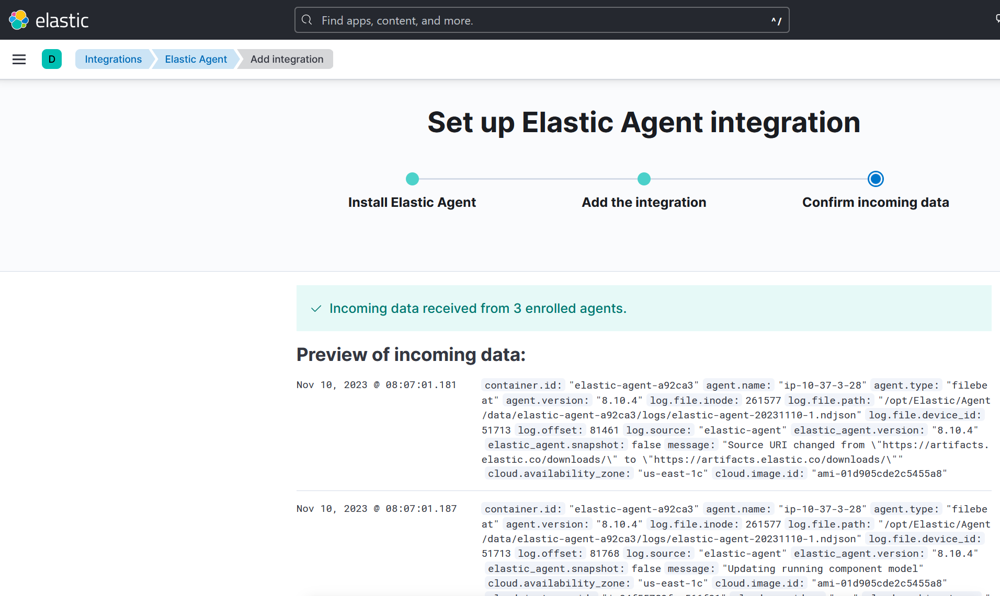 elastic
Find apps, content, and more.
^/
D
Integrations
Elastic Agent
Add integration
Set up Elastic Agent integration
Install Elastic Agent
Add the integration
Confirm incoming data
Incoming data received from 3 enrolled agents.
Preview of incoming data:
Nov 10, 2023 @ 08:07:01.181
container.id: "elastic-agent-a92ca3" agent.name: "ip-10-37-3-28" agent.type: "filebe
at" agent.version: "8.10.4" log.file.inode: 261577 log.file.path: "/opt/Elastic/Agent
/data/elastic-agent-a92ca3/logs/elastic-agent-20231110-1.ndjson" log.file.device_id:
51713 log.offset: 81461 log.source: "elastic-agent" elastic_agent.version: "8.10.4"
elastic_agent.snapshot: false message: "Source URI changed from \"https://artifacts.
elastic.co/downloads/\" to \"https://artifacts.elastic.co/downloads/\""
cloud.availability_zone: "us-east-1c" cloud.image.id: "ami-01d905cde2c5455a8"
Nov 10, 2023 @ 08:07:01.187
container.id: "elastic-agent-a92ca3" agent.name: "ip-10-37-3-28" agent.type: "filebe
at" agent.version: "8.10.4" log.file.inode: 261577 log.file.path: "/opt/Elastic/Agent
/data/elastic-agent-a92ca3/logs/elastic-agent-20231110-1.ndjson" log.file.device_id:
51713 log.offset: 81768 log.source: "elastic-agent" elastic_agent.version: "8.10.4"
elastic_agent.snapshot: false message: "Updating running component model"
cloud.availability_zone: "us-east-1c" cloud.image.id: "ami-01d905cde2c5455a8"